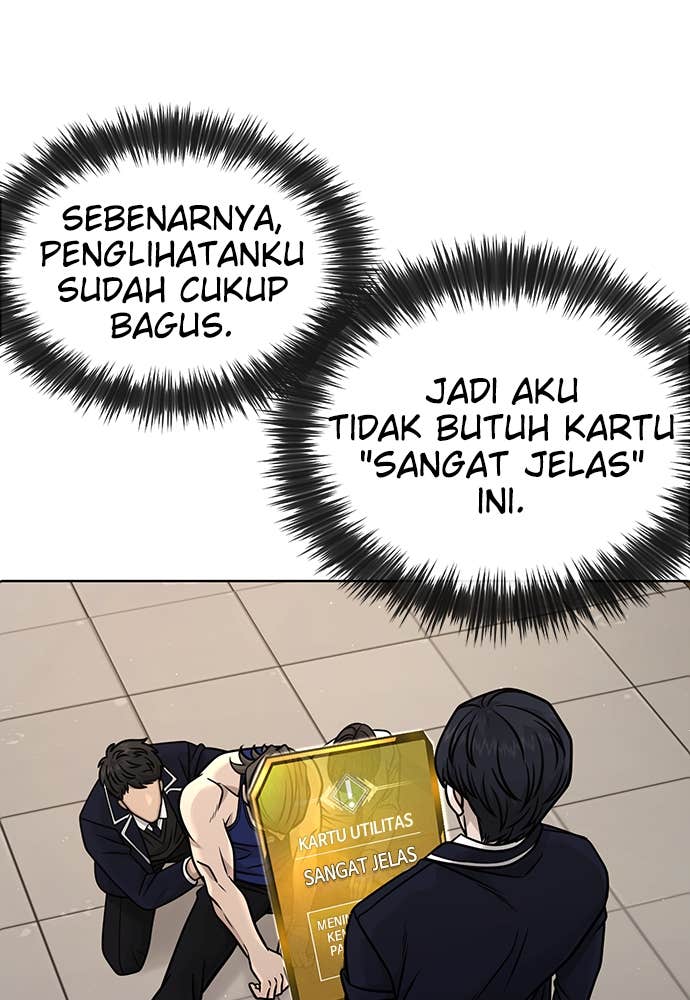 SEBENARNYA,
PENGLIHATANKU
SUDAH CUKUP
BAGUS.
JADI AKU
TIDAK BUTUH KARTU
"SANGAT JELAS"
INI.
KARTU UTILITAS
SANGAT JELAS